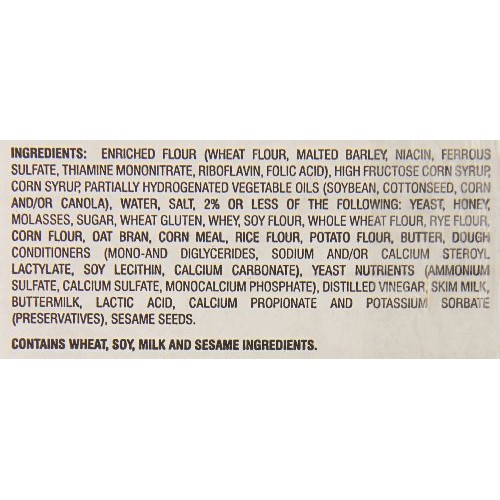 INGREDIENTS: ENRICHED FLOUR (WHEAT FLOUR, MALTED BARLEY, NIACIN, FERROUS
SULFATE, THIAMINE MONONITRATE, RIBOFLAVIN, FOLIC ACID), HIGH FRUCTOSE CORN SYRUP,
CORN SYRUP, PARTIALLY HYDROGENATED VEGETABLE OILS (SOYBEAN, COTTONSEED, CORN
AND/OR CANOLA), WATER, SALT, 2% OR LESS OF THE FOLLOWING: YEAST, HONEY,
MOLASSES, SUGAR, WHEAT GLUTEN, WHEY, SOY FLOUR, WHOLE WHEAT FLOUR, RYE FLOUR,
CORN FLOUR, OAT BRAN, CORN MEAL, RICE FLOUR, POTATO FLOUR, BUTTER, DOUGH
CONDITIONERS (MONO-AND DIGLYCERIDES, SODIUM AND/OR CALCIUM STEROYL
LACTYLATE, SOY LECITHIN, CALCIUM CARBONATE), YEAST NUTRIENTS (AMMONIUM
SULFATE, CALCIUM SULFATE, MONOCALCIUM PHOSPHATE), DISTILLED VINEGAR, SKIM MILK,
BUTTERMILK, LACTIC ACID, CALCIUM PROPIONATE AND POTASSIUM SORBATE
(PRESERVATIVES), SESAME SEEDS.
CONTAINS WHEAT, SOY, MILK AND SESAME INGREDIENTS.